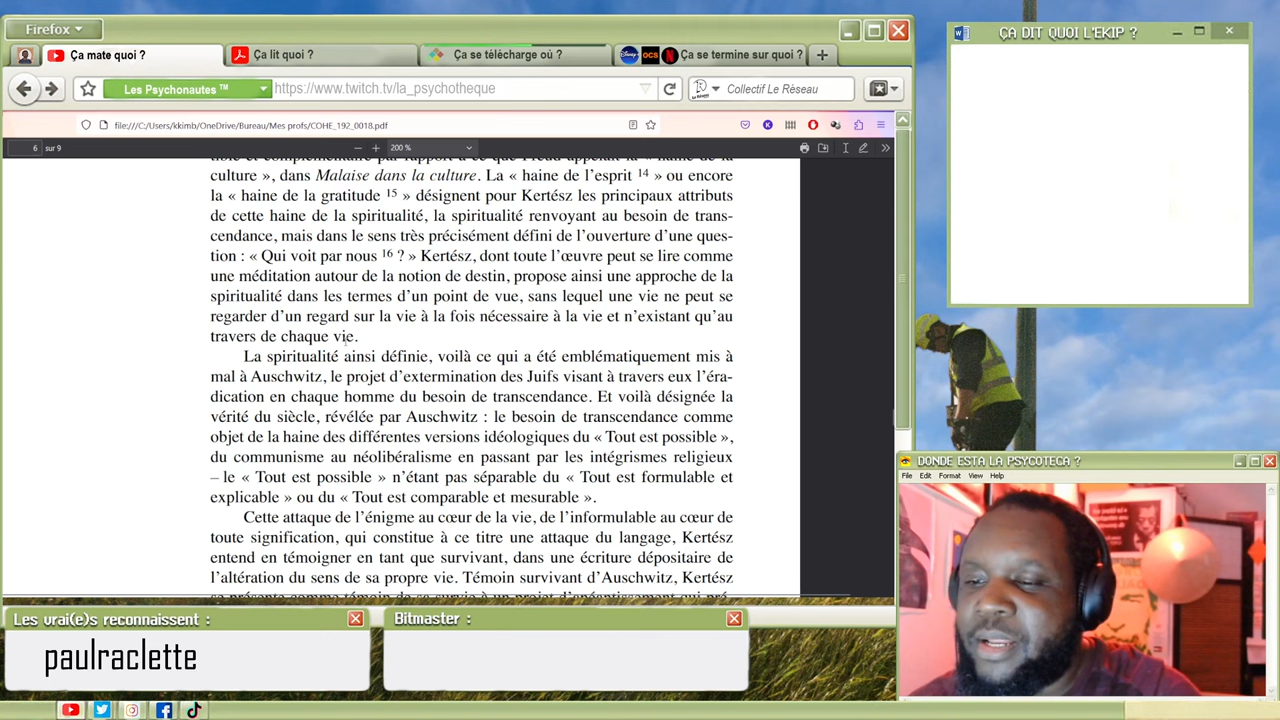 Firefox
Ça mate quoi ?
Ça lit quoi ?
Ça se télécharge où ?
Disney+
OCS
Ça se termine sur quoi ?
Les Psychonautes ™
https://www.twitch.tv/la_psychotheque
Collectif Le Réseau
file:///C:/Users/kkimb/OneDrive/Bureau/Mes profs/COHE_192_0018.pdf
6 sur 9
200 %
culture », dans Malaise dans la culture. La « haine de l’esprit 14 » ou encore
la « haine de la gratitude 15 » désignent pour Kertész les principaux attributs
de cette haine de la spiritualité, la spiritualité renvoyant au besoin de trans-
cendance, mais dans le sens très précisément défini de l’ouverture d’une ques-
tion : « Qui voit par nous 16 ? » Kertész, dont toute l’œuvre peut se lire comme
une méditation autour de la notion de destin, propose ainsi une approche de la
spiritualité dans les termes d’un point de vue, sans lequel une vie ne peut se
regarder d’un regard sur la vie à la fois nécessaire à la vie et n’existant qu’au
travers de chaque vie.
La spiritualité ainsi définie, voilà ce qui a été emblématiquement mis à
mal à Auschwitz, le projet d’extermination des Juifs visant à travers eux l’éra-
dication en chaque homme du besoin de transcendance. Et voilà désignée la
vérité du siècle, révélée par Auschwitz : le besoin de transcendance comme
objet de la haine des différentes versions idéologiques du « Tout est possible »,
du communisme au néolibéralisme en passant par les intégrismes religieux
– le « Tout est possible » n’étant pas séparable du « Tout est formulable et
explicable » ou du « Tout est comparable et mesurable ».
Cette attaque de l’énigme au cœur de la vie, de l’informulable au cœur de
toute signification, qui constitue à ce titre une attaque du langage, Kertész
entend en témoigner en tant que survivant, dans une écriture dépositaire de
l’altération du sens de sa propre vie. Témoin survivant d’Auschwitz, Kertész
ÇA DIT QUOI L'EKIP ?
DONDE ESTA LA PSYCOTECA ?
File Edit Format View Help
Les vrai(e)s reconnaissent :
paulraclette
Bitmaster :